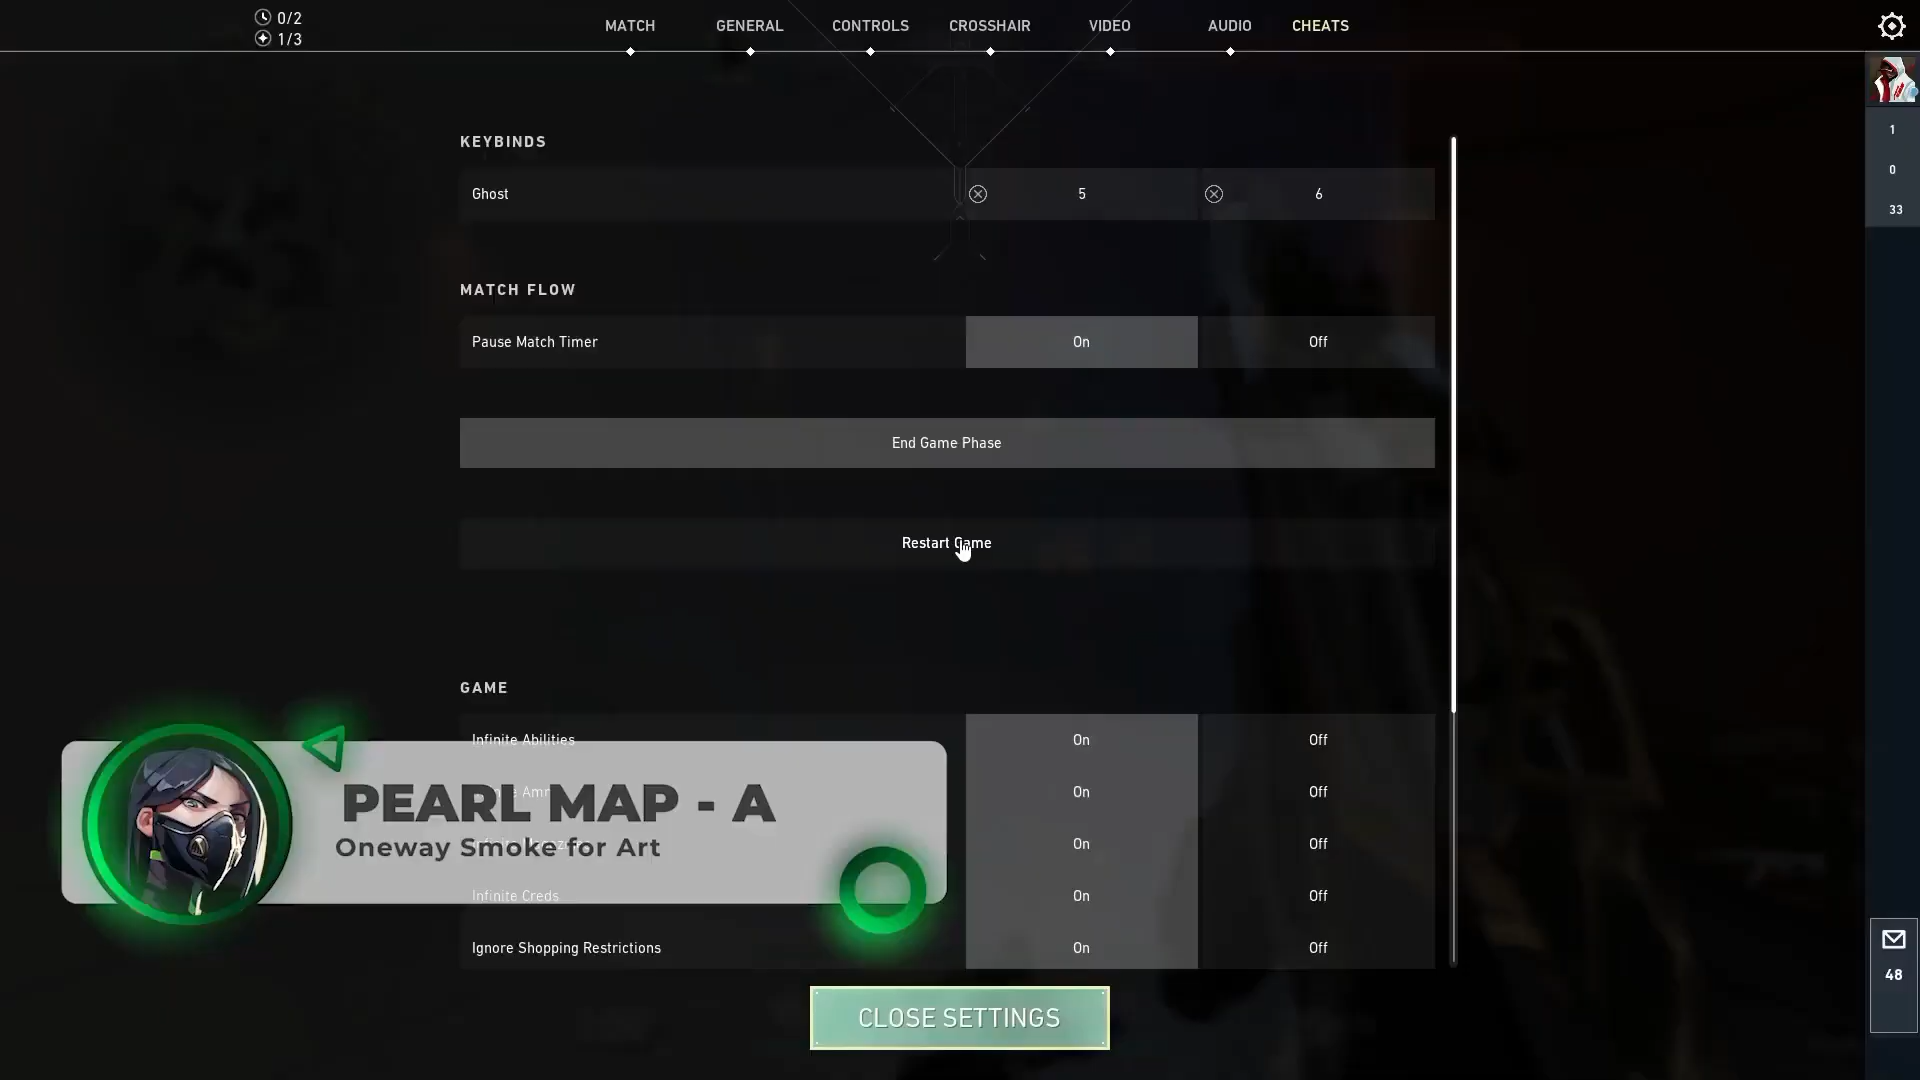 0/2
1/3
MATCH GENERAL CONTROLS CROSSHAIR VIDEO AUDIO CHEATS
1
0
33
KEYBINDS
Ghost 5 6
MATCH FLOW
Pause Match Timer On Off
End Game Phase
Restart Game
GAME
Infinite Abilities On Off
On Off
PEARL MAP - A
Oneway Smoke for Art
On Off
Infinite Creds On Off
Ignore Shopping Restrictions On Off
48
CLOSE SETTINGS